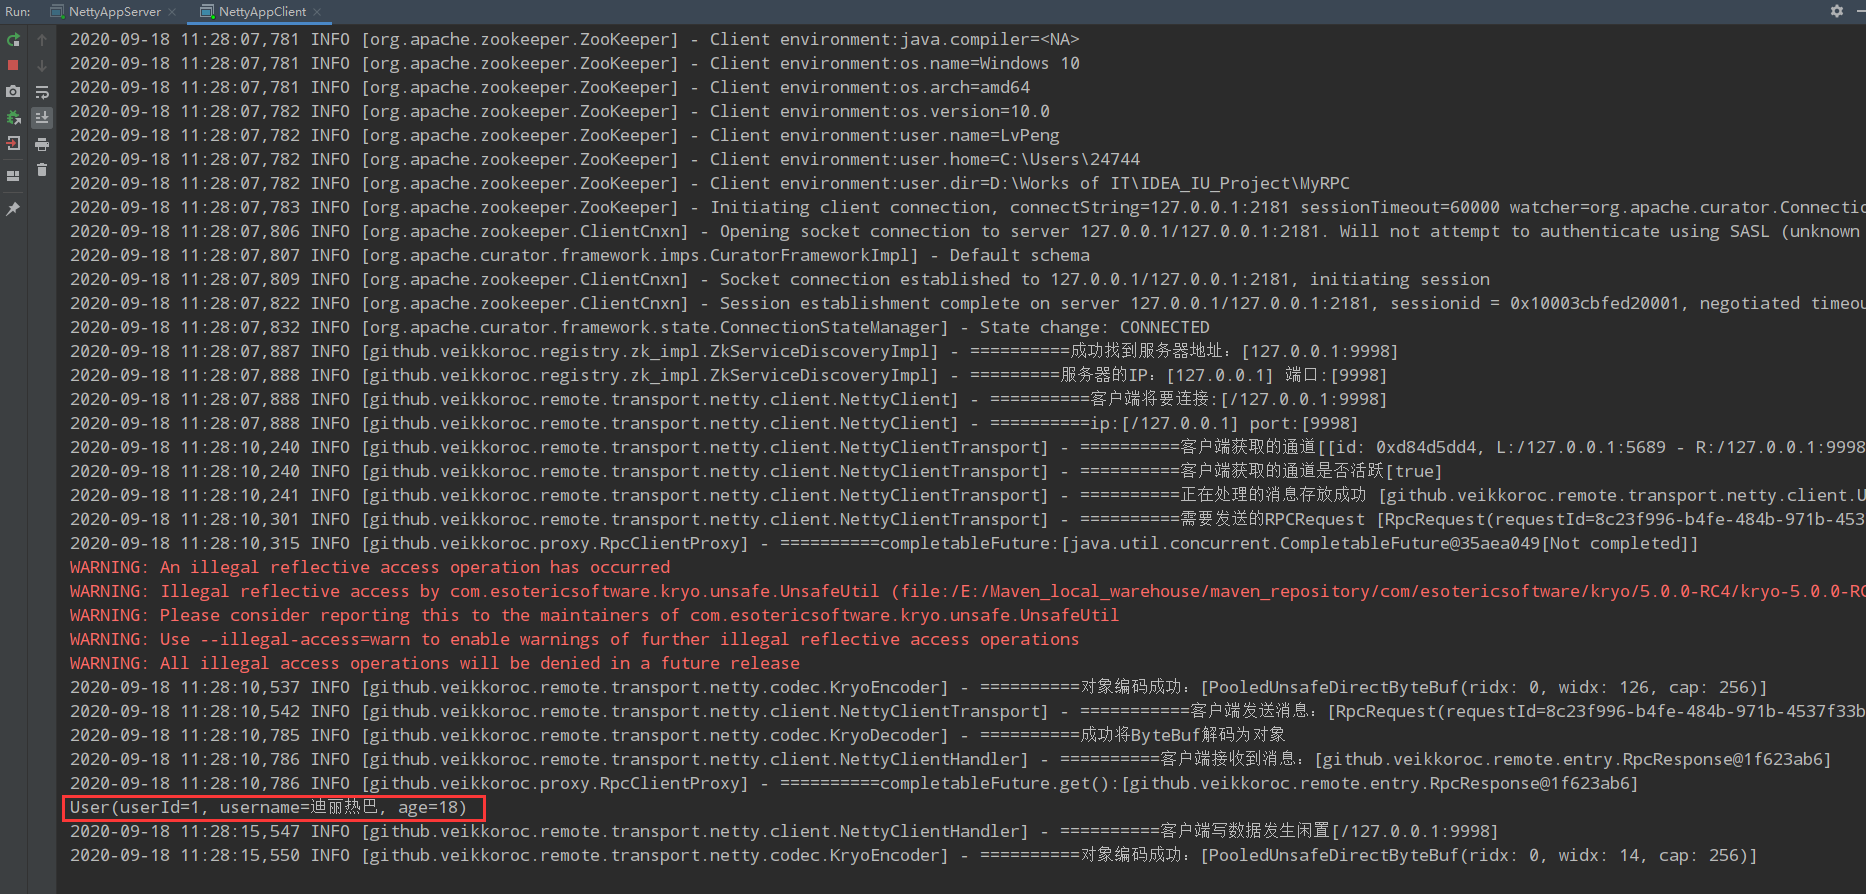 Run: NettyAppServer × NettyAppClient ×
2020-09-18 11:28:07,781 INFO [org.apache.zookeeper.ZooKeeper] - Client environment:java.compiler=<NA>
2020-09-18 11:28:07,781 INFO [org.apache.zookeeper.ZooKeeper] - Client environment:os.name=Windows 10
2020-09-18 11:28:07,781 INFO [org.apache.zookeeper.ZooKeeper] - Client environment:os.arch=amd64
2020-09-18 11:28:07,782 INFO [org.apache.zookeeper.ZooKeeper] - Client environment:os.version=10.0
2020-09-18 11:28:07,782 INFO [org.apache.zookeeper.ZooKeeper] - Client environment:user.name=LvPeng
2020-09-18 11:28:07,782 INFO [org.apache.zookeeper.ZooKeeper] - Client environment:user.home=C:\Users\24744
2020-09-18 11:28:07,782 INFO [org.apache.zookeeper.ZooKeeper] - Client environment:user.dir=D:\Works of IT\IDEA_IU_Project\MyRPC
2020-09-18 11:28:07,783 INFO [org.apache.zookeeper.ZooKeeper] - Initiating client connection, connectString=127.0.0.1:2181 sessionTimeout=60000 watcher=org.apache.curator.Connectio
2020-09-18 11:28:07,806 INFO [org.apache.zookeeper.ClientCnxn] - Opening socket connection to server 127.0.0.1/127.0.0.1:2181. Will not attempt to authenticate using SASL (unknown
2020-09-18 11:28:07,807 INFO [org.apache.curator.framework.imps.CuratorFrameworkImpl] - Default schema
2020-09-18 11:28:07,809 INFO [org.apache.zookeeper.ClientCnxn] - Socket connection established to 127.0.0.1/127.0.0.1:2181, initiating session
2020-09-18 11:28:07,822 INFO [org.apache.zookeeper.ClientCnxn] - Session establishment complete on server 127.0.0.1/127.0.0.1:2181, sessionid = 0x10003cbfed20001, negotiated timeou
2020-09-18 11:28:07,832 INFO [org.apache.curator.framework.state.ConnectionStateManager] - State change: CONNECTED
2020-09-18 11:28:07,887 INFO [github.veikkoroc.registry.zk_impl.ZkServiceDiscoveryImpl] - ==========成功找到服务器地址：[127.0.0.1:9998]
2020-09-18 11:28:07,888 INFO [github.veikkoroc.registry.zk_impl.ZkServiceDiscoveryImpl] - =========服务器的IP：[127.0.0.1] 端口:[9998]
2020-09-18 11:28:07,888 INFO [github.veikkoroc.remote.transport.netty.client.NettyClient] - ==========客户端将要连接:[/127.0.0.1:9998]
2020-09-18 11:28:07,888 INFO [github.veikkoroc.remote.transport.netty.client.NettyClient] - ==========ip:[/127.0.0.1] port:[9998]
2020-09-18 11:28:10,240 INFO [github.veikkoroc.remote.transport.netty.client.NettyClientTransport] - ==========客户端获取的通道[[id: 0xd84d5dd4, L:/127.0.0.1:5689 - R:/127.0.0.1:9998
2020-09-18 11:28:10,240 INFO [github.veikkoroc.remote.transport.netty.client.NettyClientTransport] - ==========客户端获取的通道是否活跃[true]
2020-09-18 11:28:10,241 INFO [github.veikkoroc.remote.transport.netty.client.NettyClientTransport] - ==========正在处理的消息存放成功 [github.veikkoroc.remote.transport.netty.client.U
2020-09-18 11:28:10,301 INFO [github.veikkoroc.remote.transport.netty.client.NettyClientTransport] - ==========需要发送的RPCRequest [RpcRequest(requestId=8c23f996-b4fe-484b-971b-453
2020-09-18 11:28:10,315 INFO [github.veikkoroc.proxy.RpcClientProxy] - ==========completableFuture:[java.util.concurrent.CompletableFuture@35aea049[Not completed]]
WARNING: An illegal reflective access operation has occurred
WARNING: Illegal reflective access by com.esotericsoftware.kryo.unsafe.UnsafeUtil (file:/E:/Maven_local_warehouse/maven_repository/com/esotericsoftware/kryo/5.0.0-RC4/kryo-5.0.0-RC
WARNING: Please consider reporting this to the maintainers of com.esotericsoftware.kryo.unsafe.UnsafeUtil
WARNING: Use --illegal-access=warn to enable warnings of further illegal reflective access operations
WARNING: All illegal access operations will be denied in a future release
2020-09-18 11:28:10,537 INFO [github.veikkoroc.remote.transport.netty.codec.KryoEncoder] - ==========对象编码成功：[PooledUnsafeDirectByteBuf(ridx: 0, widx: 126, cap: 256)]
2020-09-18 11:28:10,542 INFO [github.veikkoroc.remote.transport.netty.client.NettyClientTransport] - ===========客户端发送消息：[RpcRequest(requestId=8c23f996-b4fe-484b-971b-4537f33b
2020-09-18 11:28:10,785 INFO [github.veikkoroc.remote.transport.netty.codec.KryoDecoder] - ==========成功将ByteBuf解码为对象
2020-09-18 11:28:10,786 INFO [github.veikkoroc.remote.transport.netty.client.NettyClientHandler] - ==========客户端接收到消息：[github.veikkoroc.remote.entry.RpcResponse@1f623ab6]
2020-09-18 11:28:10,786 INFO [github.veikkoroc.proxy.RpcClientProxy] - ==========completableFuture.get():[github.veikkoroc.remote.entry.RpcResponse@1f623ab6]
User(userId=1, username=迪丽热巴, age=18)
2020-09-18 11:28:15,547 INFO [github.veikkoroc.remote.transport.netty.client.NettyClientHandler] - ==========客户端写数据发生闲置[/127.0.0.1:9998]
2020-09-18 11:28:15,550 INFO [github.veikkoroc.remote.transport.netty.codec.KryoEncoder] - ==========对象编码成功：[PooledUnsafeDirectByteBuf(ridx: 0, widx: 14, cap: 256)]